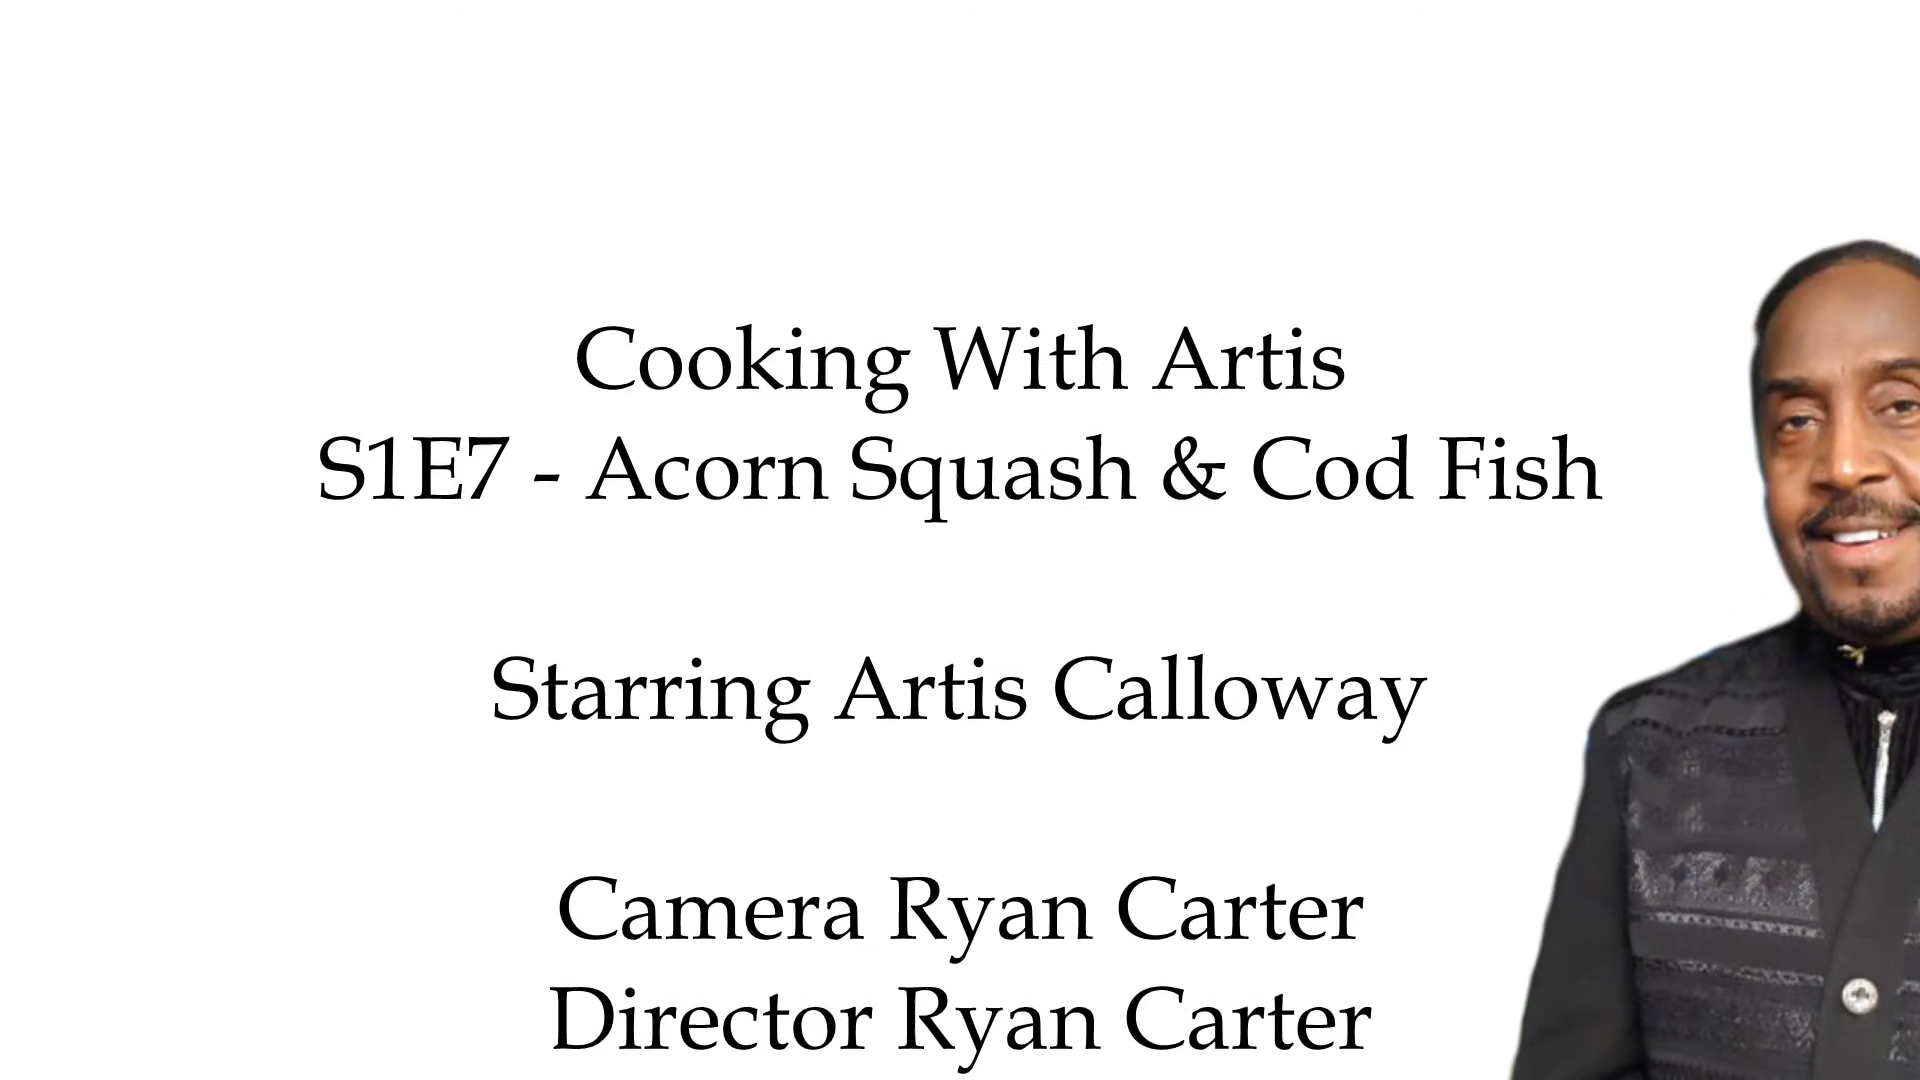 Cooking With Artis
S1E7 - Acorn Squash & Cod Fish
Starring Artis Calloway
Camera Ryan Carter
Director Ryan Carter